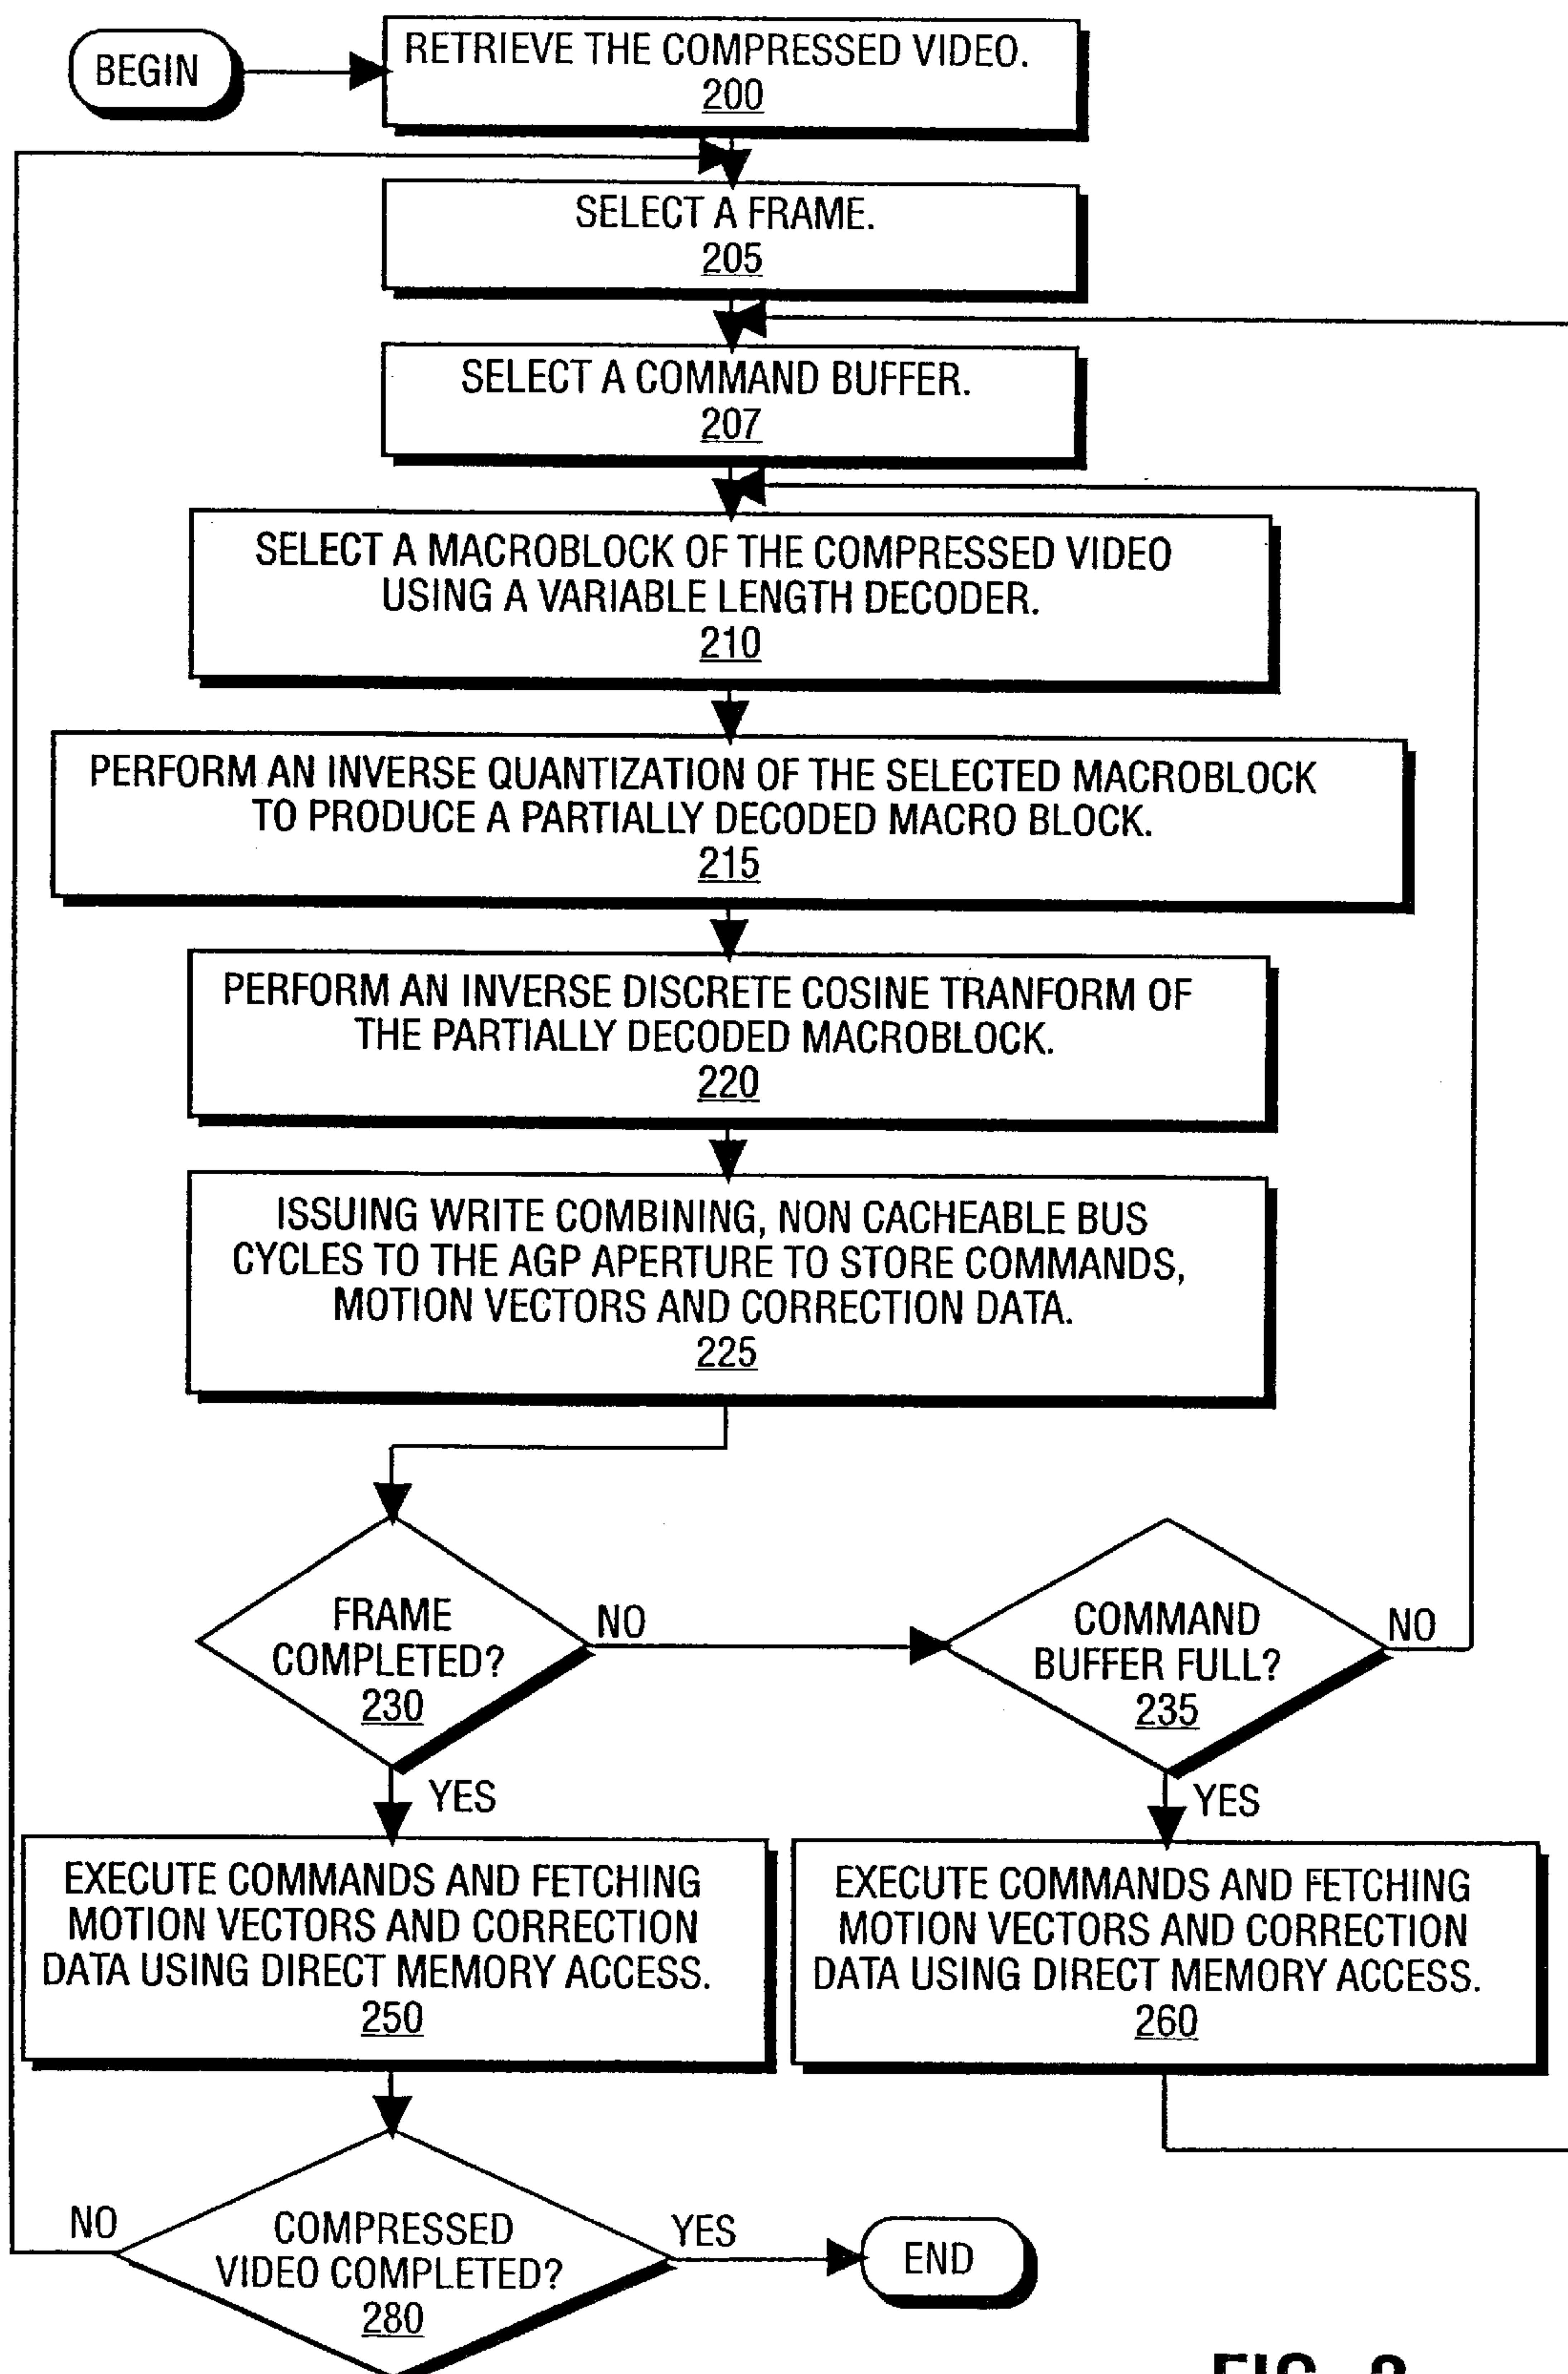 BEGIN
RETRIEVE THE COMPRESSED VIDEO.
200
SELECT A FRAME.
205
SELECT A COMMAND BUFFER.
207
SELECT A MACROBLOCK OF THE COMPRESSED VIDEO
USING A VARIABLE LENGTH DECODER.
210
PERFORM AN INVERSE QUANTIZATION OF THE SELECTED MACROBLOCK
TO PRODUCE A PARTIALLY DECODED MACRO BLOCK.
215
PERFORM AN INVERSE DISCRETE COSINE TRANFORM OF
THE PARTIALLY DECODED MACROBLOCK.
220
ISSUING WRITE COMBINING, NON CACHEABLE BUS
CYCLES TO THE AGP APERTURE TO STORE COMMANDS,
MOTION VECTORS AND CORRECTION DATA.
225
FRAME
COMPLETED?
230
NO
COMMAND
BUFFER FULL?
235
NO
YES
YES
EXECUTE COMMANDS AND FETCHING
MOTION VECTORS AND CORRECTION
DATA USING DIRECT MEMORY ACCESS.
250
EXECUTE COMMANDS AND FETCHING
MOTION VECTORS AND CORRECTION
DATA USING DIRECT MEMORY ACCESS.
260
NO
COMPRESSED
VIDEO COMPLETED?
280
YES
END
FIG.